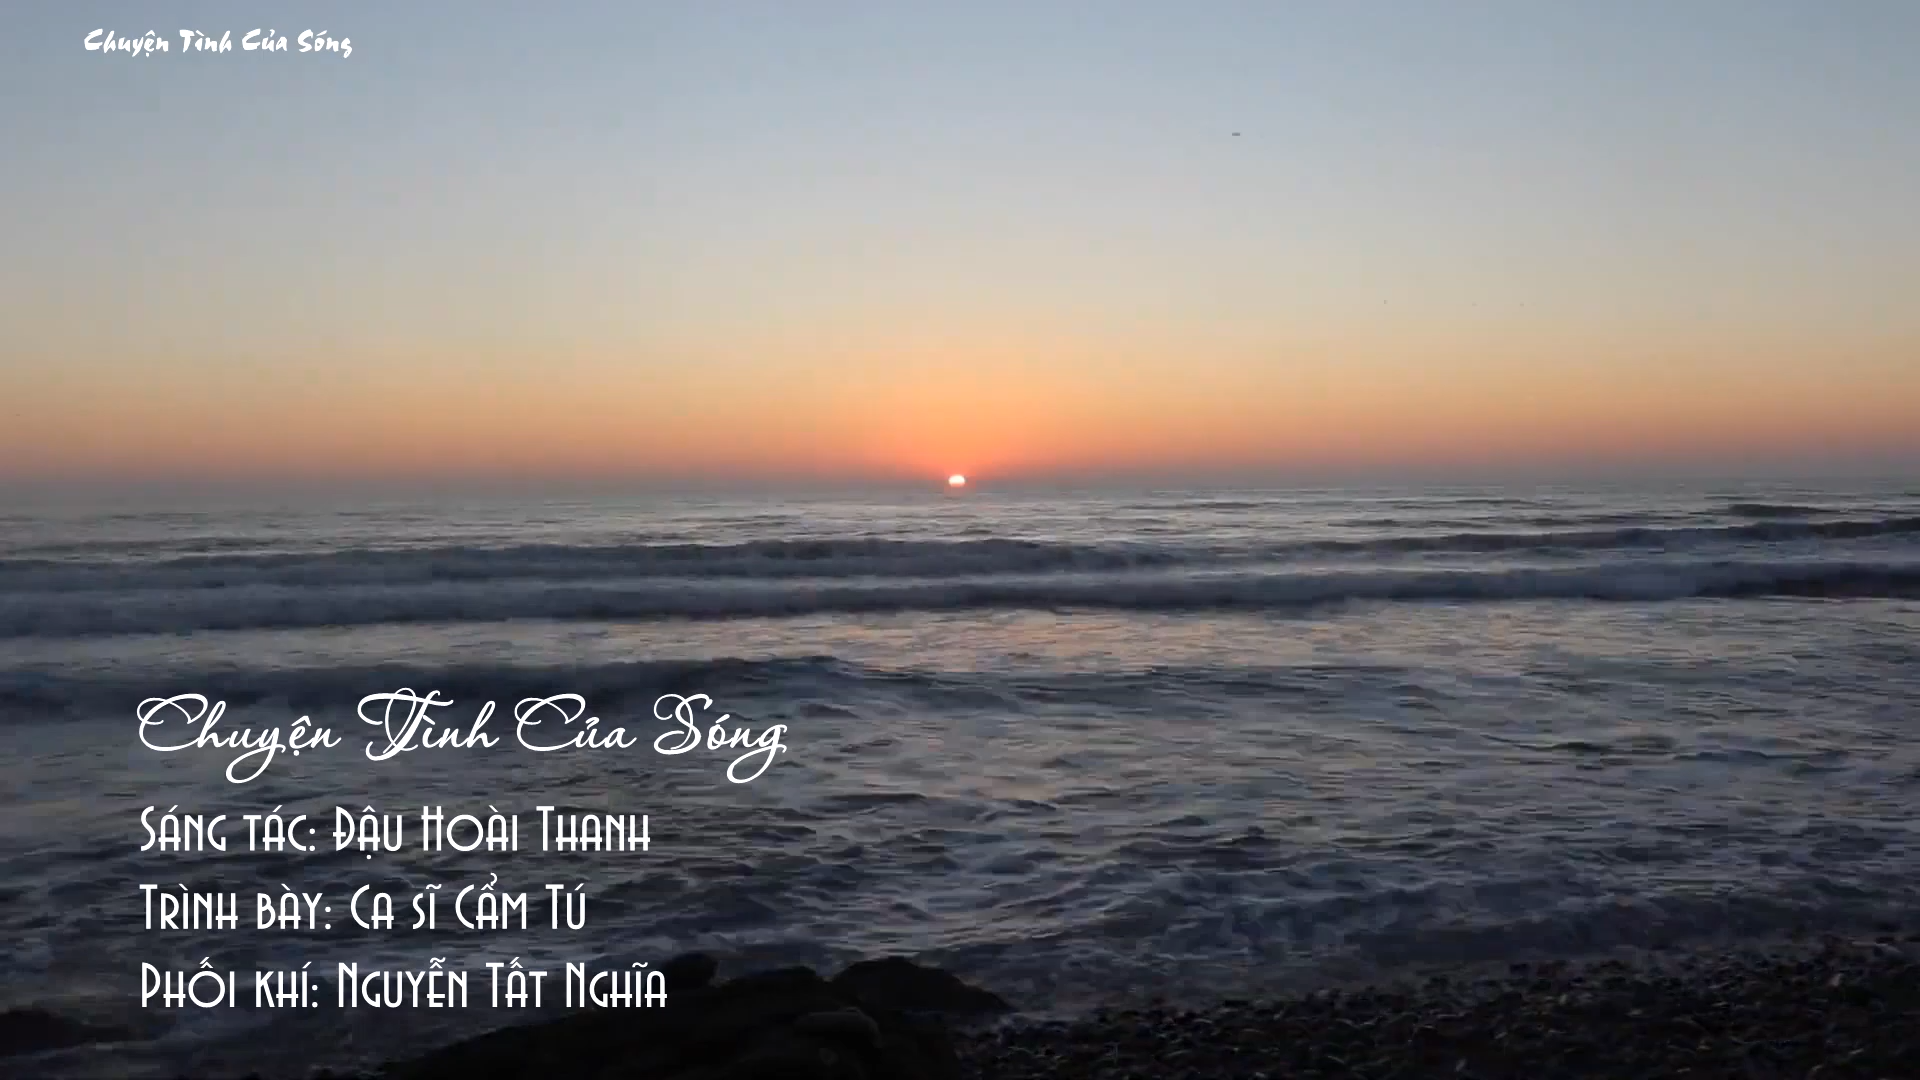 Chuyện Tình Của Sóng
Chuyện Tình Của Sóng
Sáng tác: Đậu Hoài Thanh
Trình bày: Ca sĩ Cẩm Tú
Phối khí: Nguyễn Tất Nghĩa